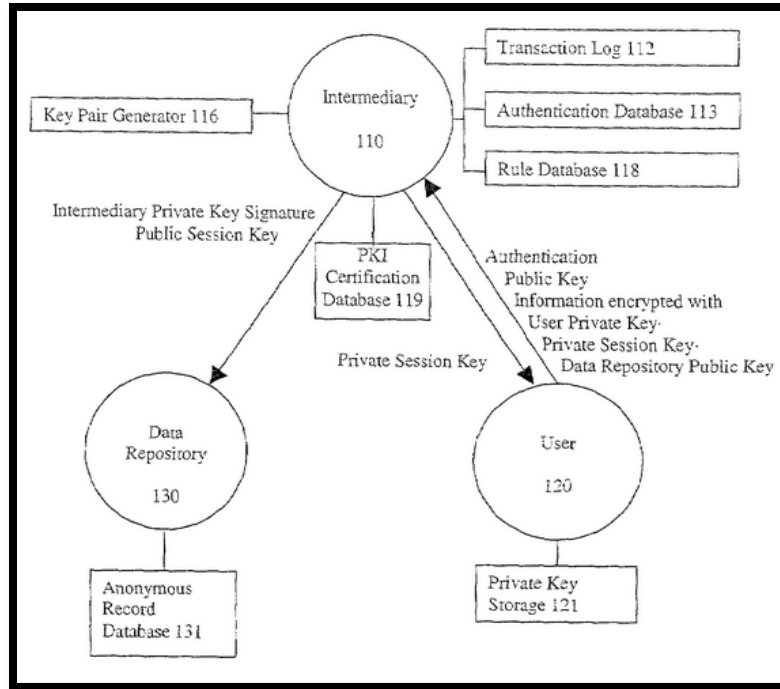 Transaction Log 112
Intermediary
110
Key Pair Generator 116
Authentication Database 113
Rule Database 118
Intermediary Private Key Signature
Public Session Key
PKI
Certification
Database 119
Authentication
Public Key
Information encrypted with
User Private Key·
Private Session Key·
Data Repository Public Key
Private Session Key
Data
Repository
130
User
120
Anonymous
Record
Database 131
Private Key
Storage 121